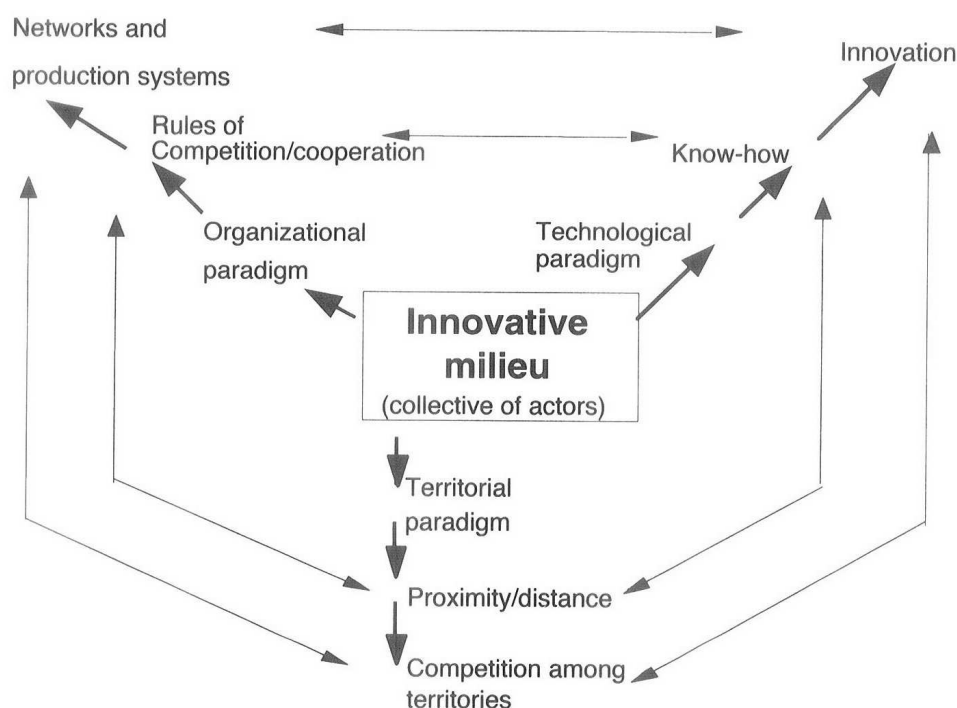 Networks and
production systems
Innovation
Rules of
Competition/cooperation
Know-how
Organizational
paradigm
Technological
paradigm
Innovative
milieu
(collective of actors)
Territorial
paradigm
Proximity/distance
Competition among
territories